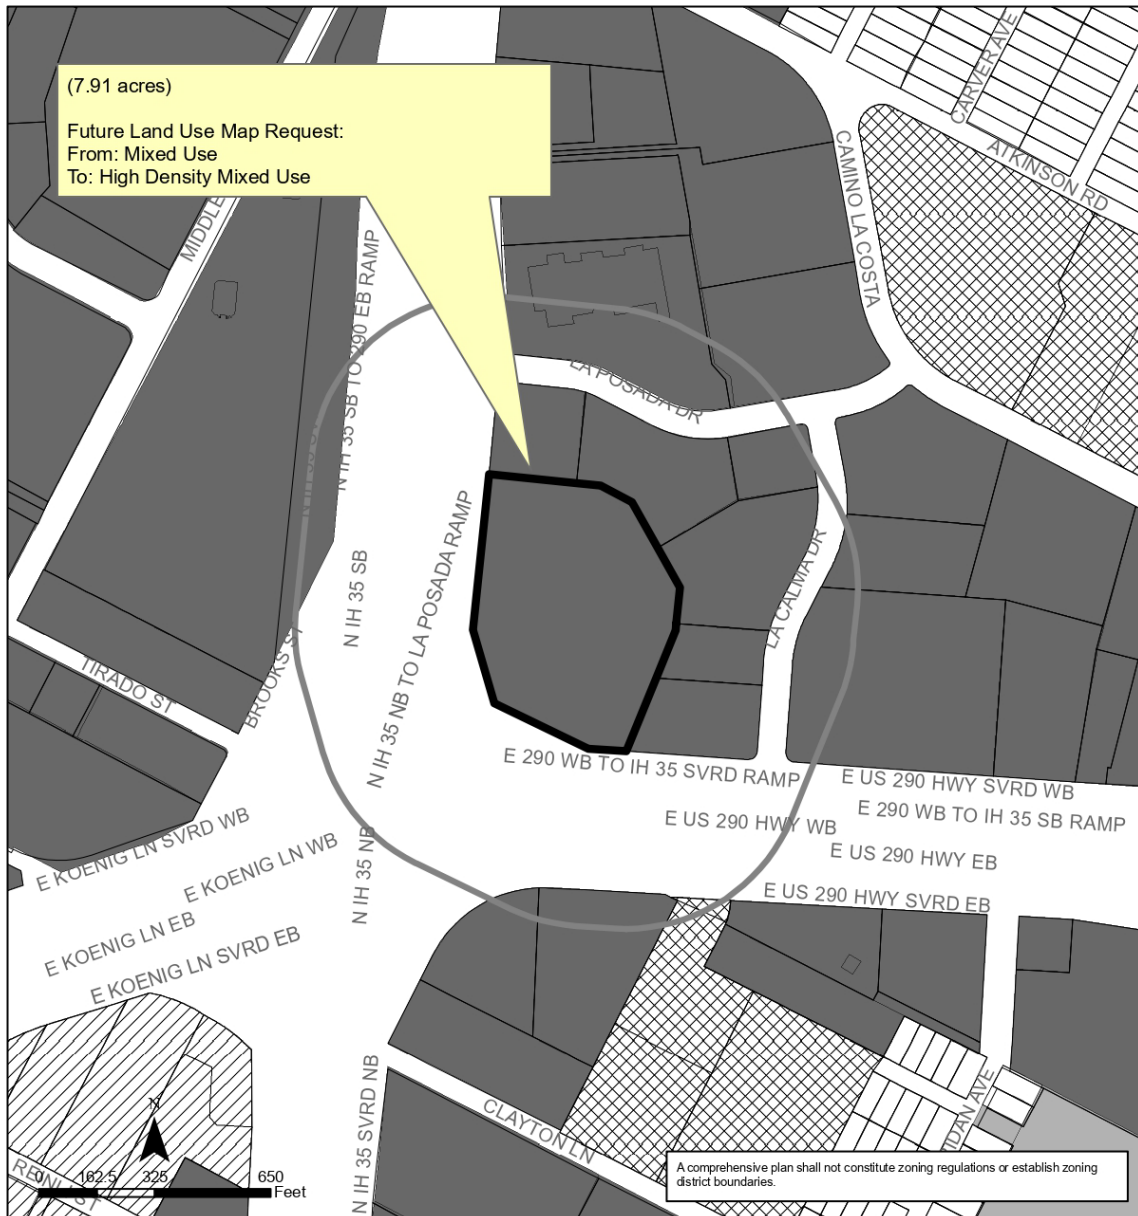 (7.91 acres)
Future Land Use Map Request:
From: Mixed Use
To: High Density Mixed Use
CARVER AVE
ATKINSON RD
CAMINO LA COSTA
N IH 35 SB TO 290 EB RAMP
LA POSADA DR
N IH 35 NB TO LA POSADA RAMP
N IH 35 SB
LA CALMA DR
TIRADO ST
BROOKS ST
E 290 WB TO IH 35 SVRD RAMP
E US 290 HWY SVRD WB
E 290 WB TO IH 35 SB RAMP
E US 290 HWY WB
E US 290 HWY EB
E US 290 HWY SVRD EB
E KOENIG LN SVRD WB
E KOENIG LN WB
N IH 35 NB
E KOENIG LN EB
E KOENIG LN SVRD EB
N IH 35 SVRD NB
CLAYTON LN
N
0 162.5 325 650
Feet
A comprehensive plan shall not constitute zoning regulations or establish zoning
district boundaries.